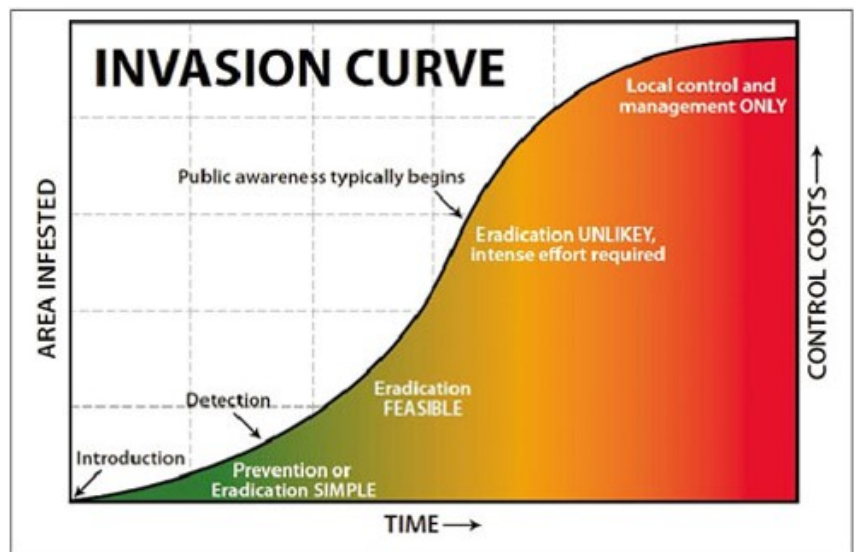 INVASION CURVE
Local control and
management ONLY
Public awareness typically begins
Eradication UNLIKEY,
intense effort required
Eradication
FEASIBLE
Detection
Introduction
Prevention or
Eradication SIMPLE
AREA INFESTED
CONTROL COSTS
TIME